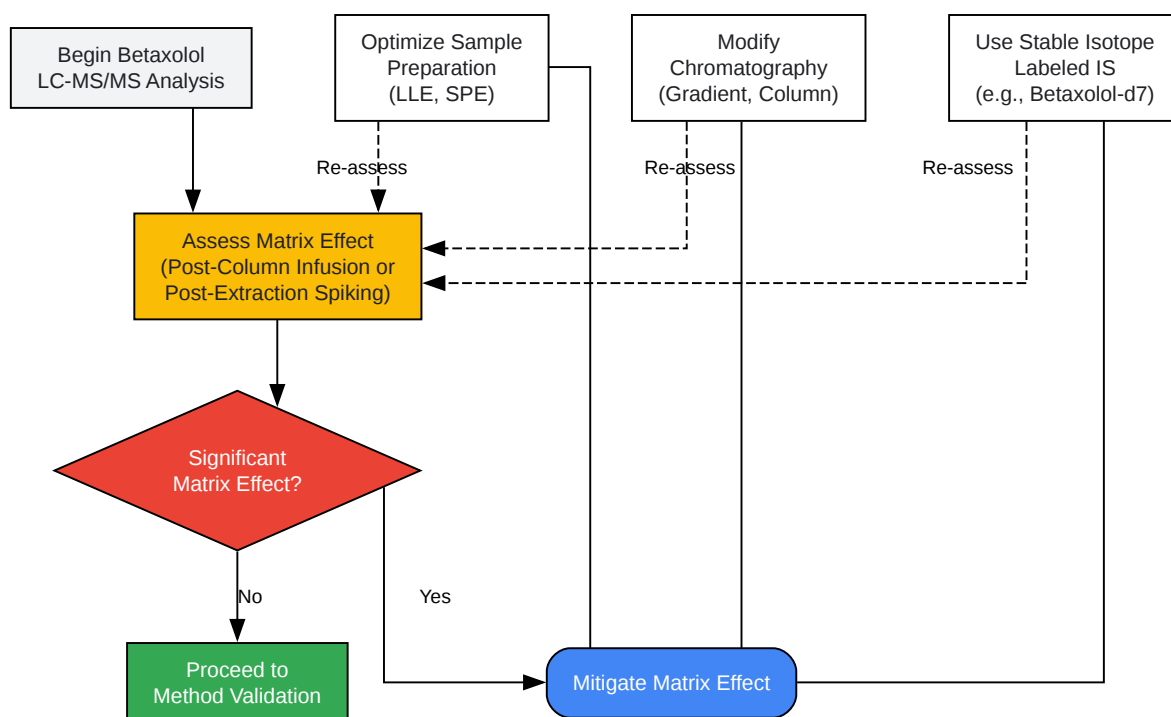 Begin Betaxolol
LC-MS/MS Analysis
Optimize Sample
Preparation
(LLE, SPE)
Modify
Chromatography
(Gradient, Column)
Use Stable Isotope
Labeled IS
(e.g., Betaxolol-d7)
Re-assess
Re-assess
Re-assess
Assess Matrix Effect
(Post-Column Infusion or
Post-Extraction Spiking)
Significant
Matrix Effect?
No
Yes
Proceed to
Method Validation
Mitigate Matrix Effect